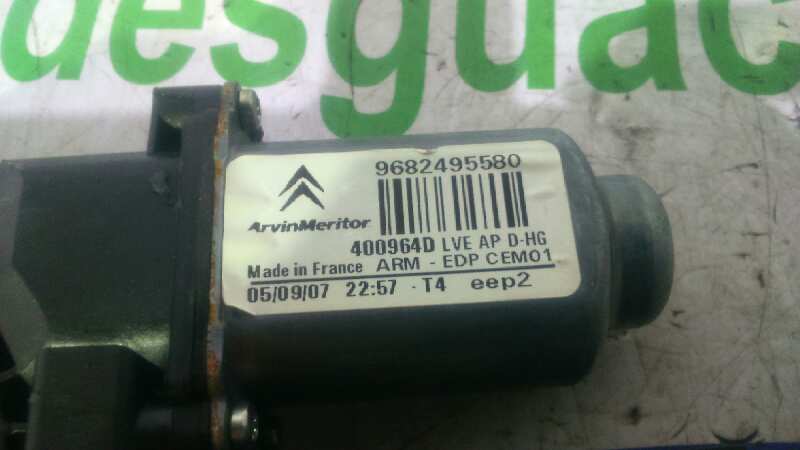 desguac
9682495580
ArvinMeritor
400964D LVE AP D-HG
Made in France ARM - EDP CEM01
05/09/07 22:57 - T4 eep2